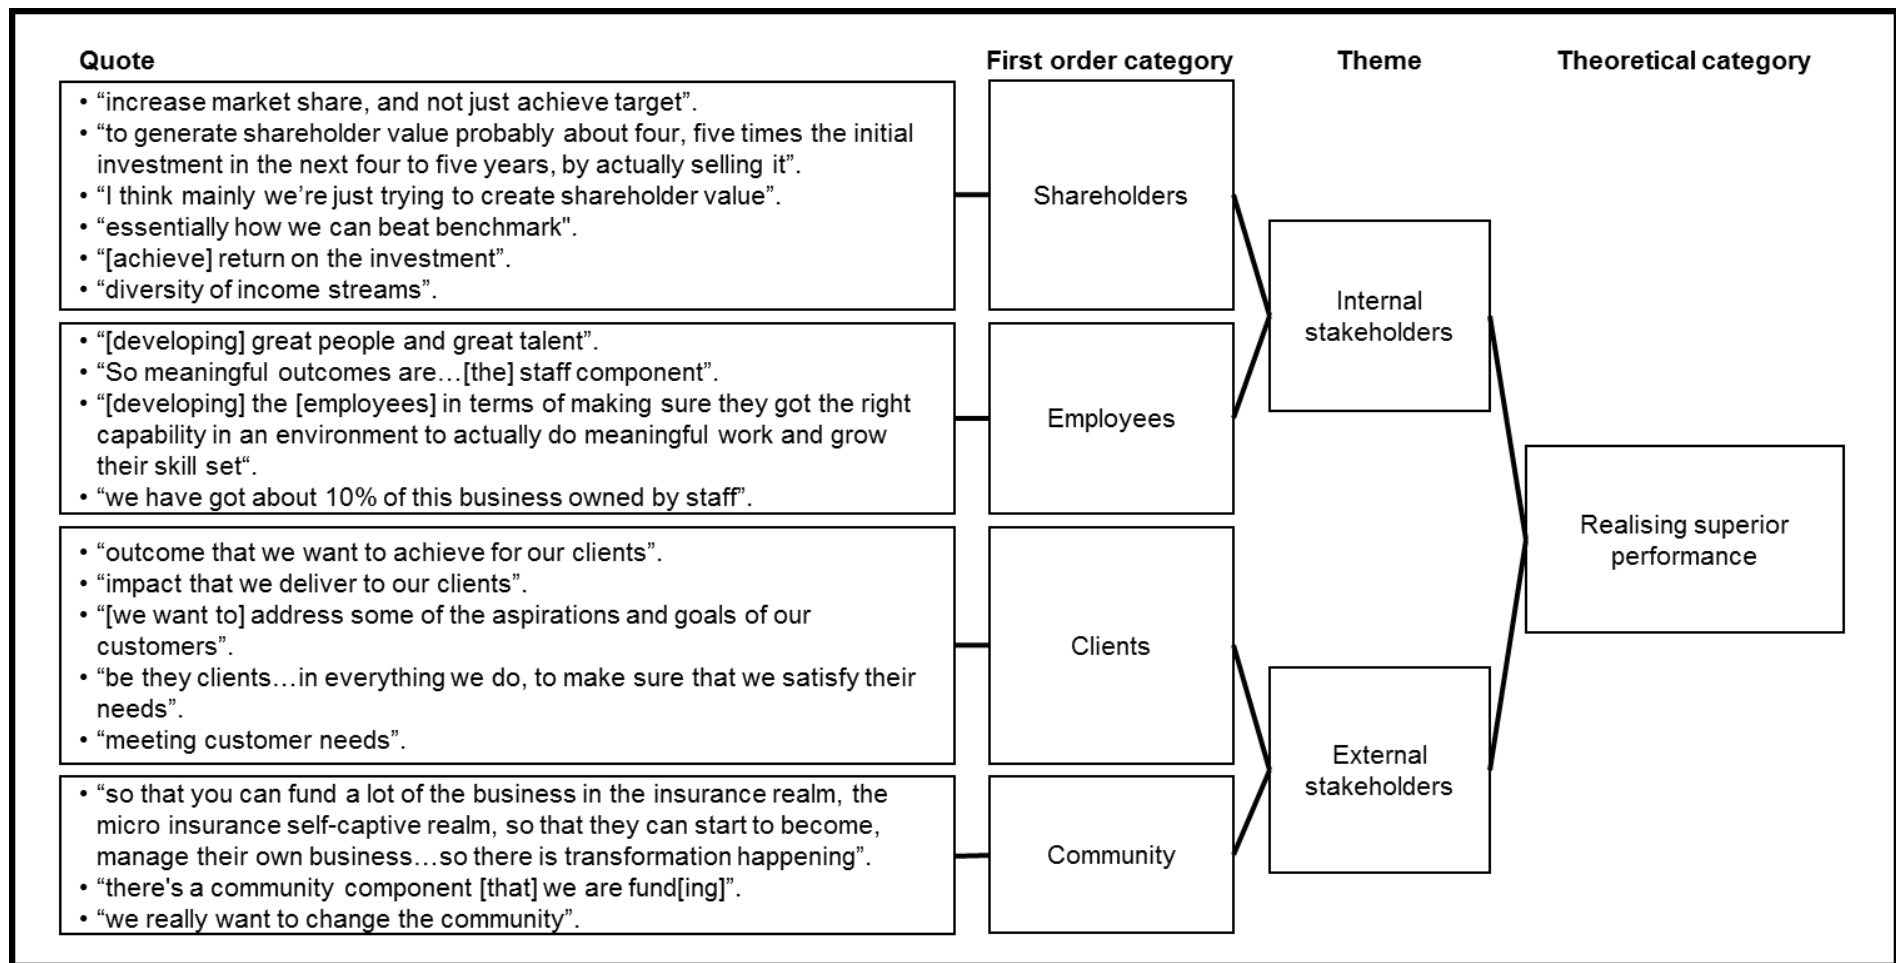 Quote
First order category
Theme
Theoretical category
• “increase market share, and not just achieve target”.
• “to generate shareholder value probably about four, five times the initial
investment in the next four to five years, by actually selling it”.
• “I think mainly we’re just trying to create shareholder value”.
• “essentially how we can beat benchmark".
• “[achieve] return on the investment”.
• “diversity of income streams”.
Shareholders
• “[developing] great people and great talent”.
• “So meaningful outcomes are…[the] staff component”.
• “[developing] the [employees] in terms of making sure they got the right
capability in an environment to actually do meaningful work and grow
their skill set“.
• “we have got about 10% of this business owned by staff”.
Employees
Internal
stakeholders
• “outcome that we want to achieve for our clients”.
• “impact that we deliver to our clients”.
• “[we want to] address some of the aspirations and goals of our
customers”.
• “be they clients…in everything we do, to make sure that we satisfy their
needs”.
• “meeting customer needs”.
Clients
• “so that you can fund a lot of the business in the insurance realm, the
micro insurance self-captive realm, so that they can start to become,
manage their own business…so there is transformation happening”.
• “there's a community component [that] we are fund[ing]”.
• “we really want to change the community”.
Community
External
stakeholders
Realising superior
performance